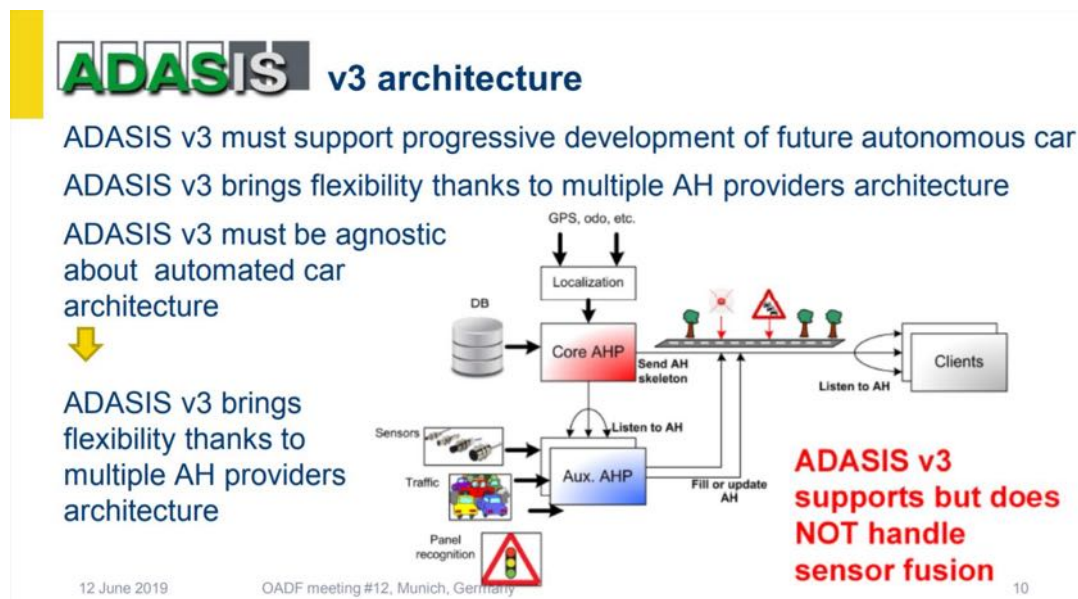 ADASIS v3 architecture
ADASIS v3 must support progressive development of future autonomous car
ADASIS v3 brings flexibility thanks to multiple AH providers architecture
ADASIS v3 must be agnostic
about automated car
architecture
ADASIS v3 brings
flexibility thanks to
multiple AH providers
architecture
GPS, odo, etc.
Localization
DB
Core AHP
Send AH
skeleton
Clients
Listen to AH
Listen to AH
Sensors
Aux. AHP
Traffic
Fill or update
AH
Panel
recognition
ADASIS v3
supports but does
NOT handle
sensor fusion
12 June 2019
OADF meeting #12, Munich, Germany
10